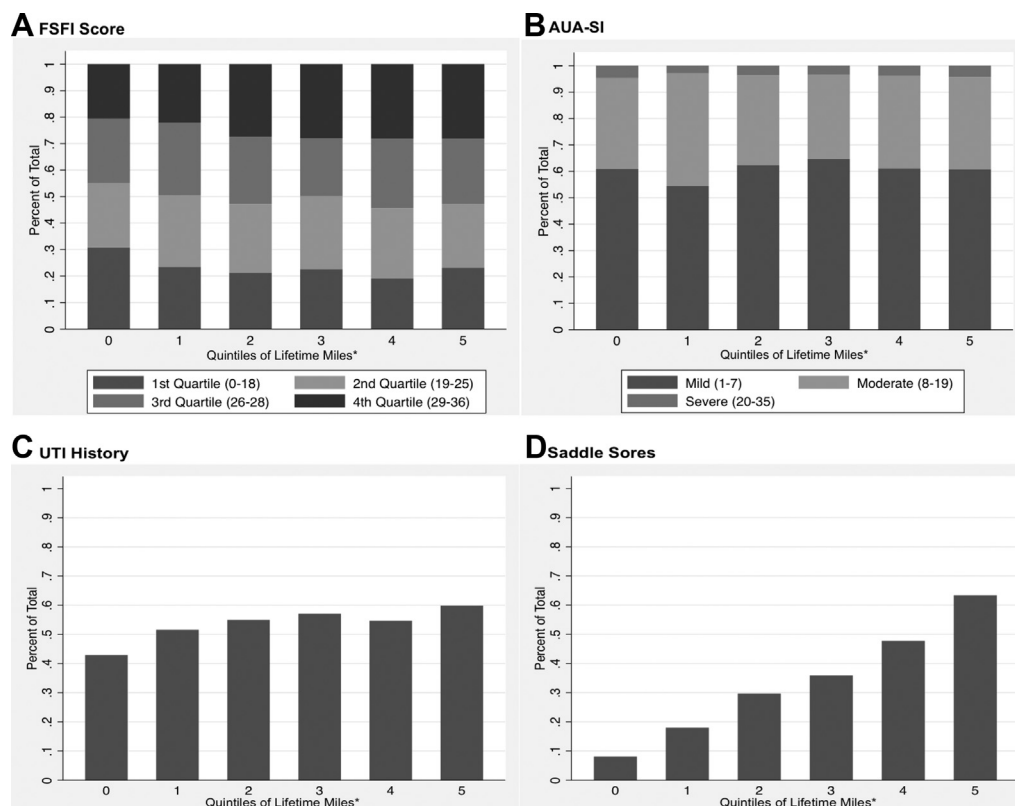 A FSFI Score
Percent of Total
1
.9
.8
.7
.6
.5
.4
.3
.2
.1
0
0 1 2 3 4 5
Quintiles of Lifetime Miles*
1st Quartile (0-18) 2nd Quartile (19-25)
3rd Quartile (26-28) 4th Quartile (29-36)
B AUA-SI
Percent of Total
1
.9
.8
.7
.6
.5
.4
.3
.2
.1
0
0 1 2 3 4 5
Quintiles of Lifetime Miles*
Mild (1-7) Moderate (8-19)
Severe (20-35)
C UTI History
Percent of Total
1
.9
.8
.7
.6
.5
.4
.3
.2
.1
0
0 1 2 3 4 5
Quintiles of Lifetime Miles*
D Saddle Sores
Percent of Total
1
.9
.8
.7
.6
.5
.4
.3
.2
.1
0
0 1 2 3 4 5
Quintiles of Lifetime Miles*